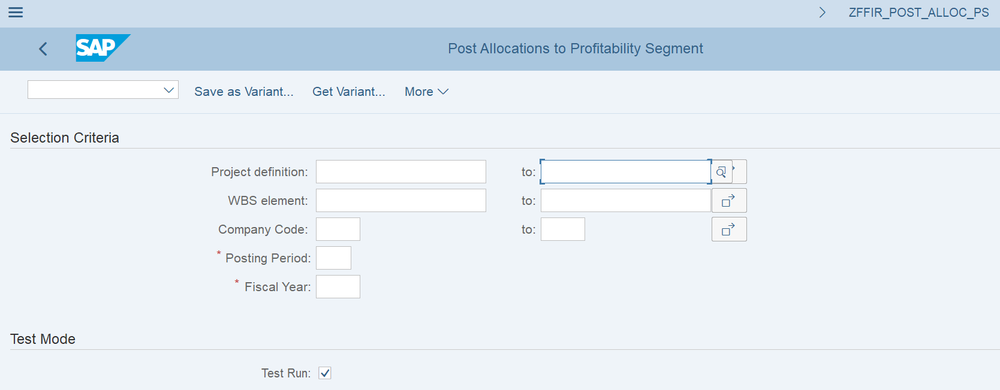 ZFFIR_POST_ALLOC_PS
SAP
Post Allocations to Profitability Segment
Save as Variant... Get Variant... More
Selection Criteria
Project definition: to:
WBS element: to:
Company Code: to:
* Posting Period:
* Fiscal Year:
Test Mode
Test Run: